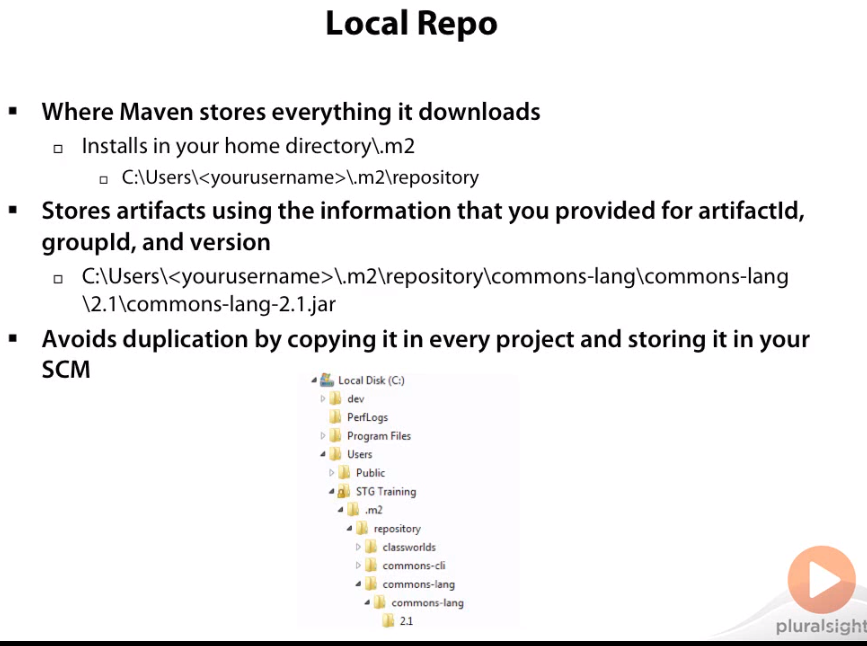 Local Repo
Where Maven stores everything it downloads
Installs in your home directory\.m2
C:\Users\<yourusername>\.m2\repository
Stores artifacts using the information that you provided for artifactId,
groupId, and version
C:\Users\<yourusername>\.m2\repository\commons-lang\commons-lang
\2.1\commons-lang-2.1.jar
Avoids duplication by copying it in every project and storing it in your
SCM
Local Disk (C:)
dev
PerfLogs
Program Files
Users
Public
STG Training
.m2
repository
classworlds
commons-cli
commons-lang
commons-lang
2.1
pluralsight